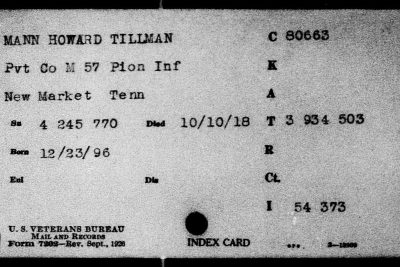 MANN HOWARD TILLMAN C 80663
Pvt Co M 57 Pion Inf K
New Market Tenn A
Sn 4 245 770 Died 10/10/18 T 3 934 503
Born 12/23/96 R
Enl Dis Ct.
I 54 373
U. S. VETERANS BUREAU
MAIL AND RECORDS
Form 7202—Rev. Sept., 1926 INDEX CARD